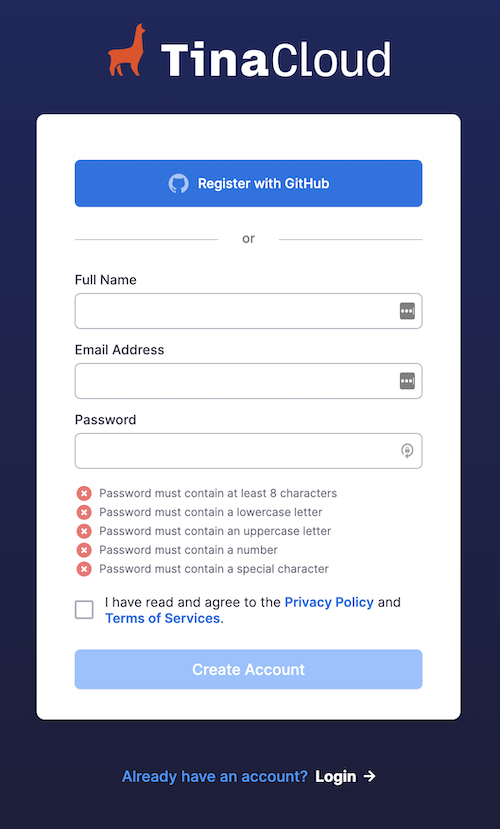 TinaCloud
Register with GitHub
or
Full Name
Email Address
Password
Password must contain at least 8 characters
Password must contain a lowercase letter
Password must contain an uppercase letter
Password must contain a number
Password must contain a special character
I have read and agree to the Privacy Policy and
Terms of Services.
Create Account
Already have an account? Login →